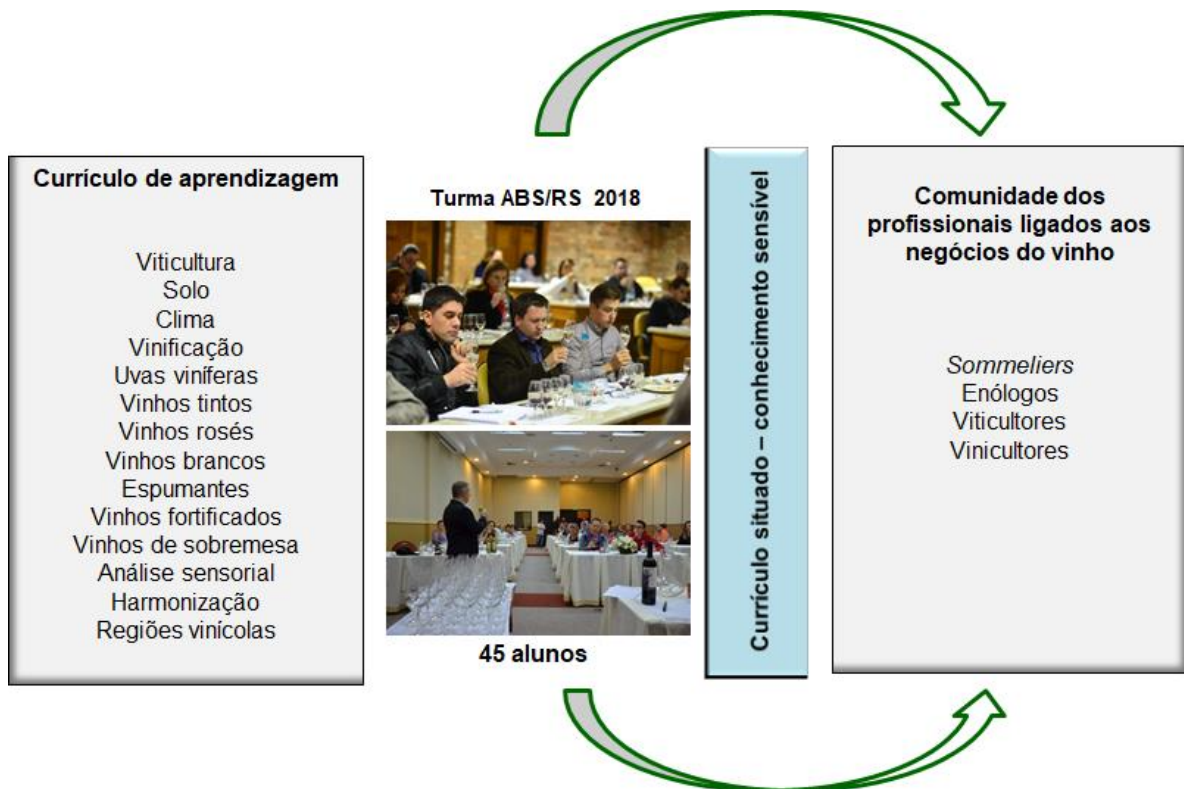 Currículo de aprendizagem
Viticultura
Solo
Clima
Vinificação
Uvas viníferas
Vinhos tintos
Vinhos rosés
Vinhos brancos
Espumantes
Vinhos fortificados
Vinhos de sobremesa
Análise sensorial
Harmonização
Regiões vinícolas
Turma ABS/RS 2018
45 alunos
Currículo situado – conhecimento sensível
Comunidade dos
profissionais ligados aos
negócios do vinho
Sommeliers
Enólogos
Viticultores
Vinicultores